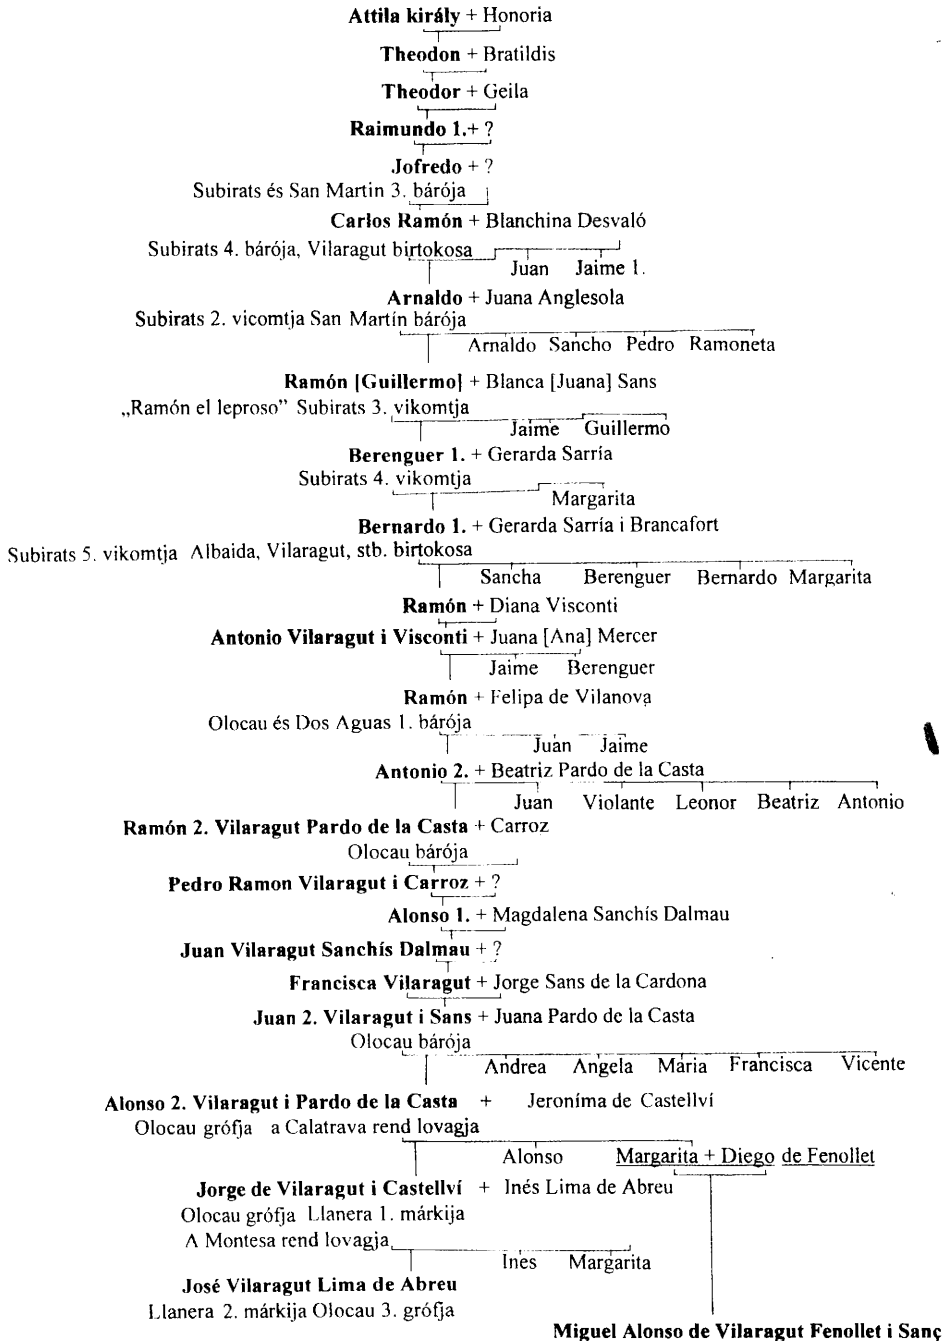 Attila király + Honoria
Theodon + Bratildis
Theodor + Geila
Raimundo 1.+ ?
Jofredo + ?
Subirats és San Martin 3. bárója
Carlos Ramón + Blanchina Desvaló
Subirats 4. bárója, Vilaragut birtokosa
Juan Jaime 1.
Arnaldo + Juana Anglesola
Subirats 2. vicomtja San Martín bárója
Arnaldo Sancho Pedro Ramoneta
Ramón [Guillermo] + Blanca [Juana] Sans
„Ramón el leproso” Subirats 3. vikomtja
Jaime Guillermo
Berenguer 1. + Gerarda Sarría
Subirats 4. vikomtja
Margarita
Bernardo 1. + Gerarda Sarría i Brancafort
Subirats 5. vikomtja Albaida, Vilaragut, stb. birtokosa
Sancha Berenguer Bernardo Margarita
Ramón + Diana Visconti
Antonio Vilaragut i Visconti + Juana [Ana] Mercer
Jaime Berenguer
Ramón + Felipa de Vilanova
Olocau és Dos Aguas 1. bárója
Juan Jaime
Antonio 2. + Beatriz Pardo de la Casta
Juan Violante Leonor Beatriz Antonio
Ramón 2. Vilaragut Pardo de la Casta + Carroz
Olocau bárója
Pedro Ramon Vilaragut i Carroz + ?
Alonso 1. + Magdalena Sanchís Dalmau
Juan Vilaragut Sanchís Dalmau + ?
Francisca Vilaragut + Jorge Sans de la Cardona
Juan 2. Vilaragut i Sans + Juana Pardo de la Casta
Olocau bárója
Andrea Angela Maria Francisca Vicente
Alonso 2. Vilaragut i Pardo de la Casta + Jeroníma de Castellví
Olocau grófja a Calatrava rend lovagja
Alonso Margarita + Diego de Fenollet
Jorge de Vilaragut i Castellví + Inés Lima de Abreu
Olocau grófja Llanera 1. márkija
A Montesa rend lovagja
Ines Margarita
José Vilaragut Lima de Abreu
Llanera 2. márkija Olocau 3. grófja
Miguel Alonso de Vilaragut Fenollet i Sanç